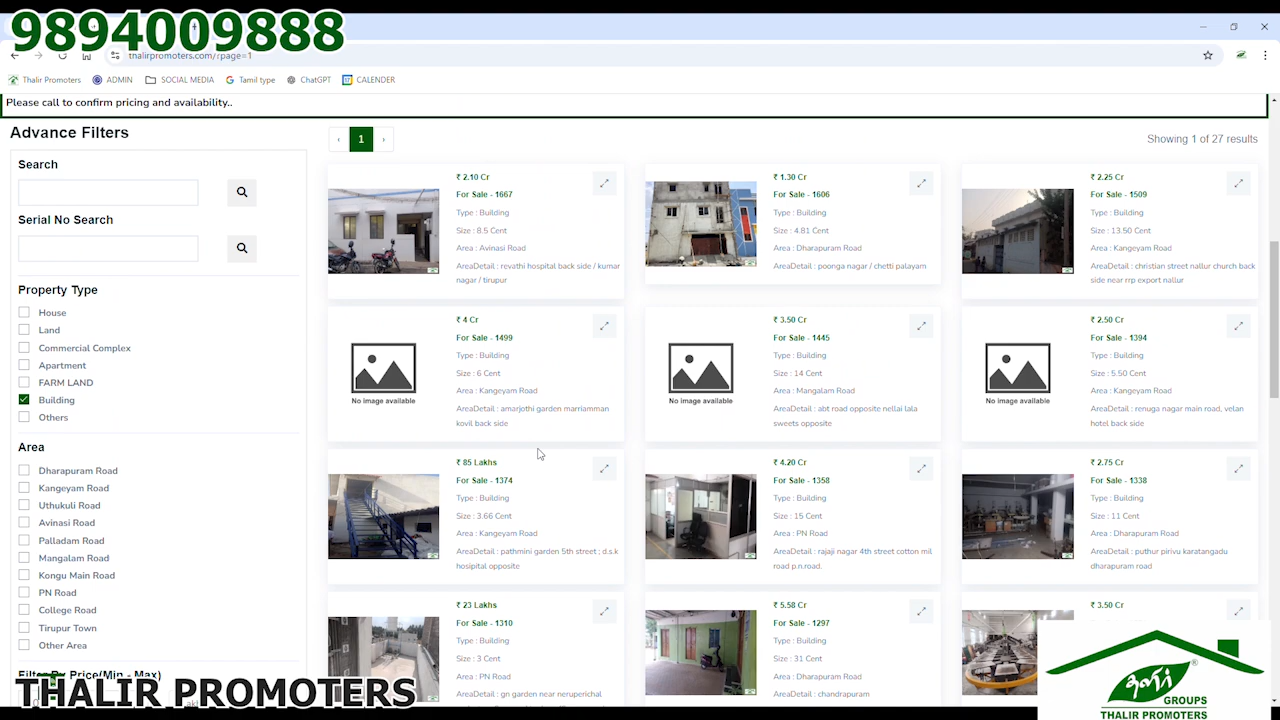 9894009888
thalirpromoters.com/?page=1
Thalir Promoters ADMIN SOCIAL MEDIA Tamil type ChatGPT CALENDER
Please call to confirm pricing and availability..
Advance Filters
Search
Serial No Search
Property Type
House
Land
Commercial Complex
Apartment
FARM LAND
Building
Others
Area
Dharapuram Road
Kangeyam Road
Uthukuli Road
Avinasi Road
Palladam Road
Mangalam Road
Kongu Main Road
PN Road
College Road
Tirupur Town
Other Area
Filter By Price(Min - Max)
‹ 1 ›
Showing 1 of 27 results
₹ 2.10 Cr
For Sale - 1667
Type : Building
Size : 8.5 Cent
Area : Avinasi Road
AreaDetail : revathi hospital back side / kumar
nagar / tirupur
₹ 1.30 Cr
For Sale - 1606
Type : Building
Size : 4.81 Cent
Area : Dharapuram Road
AreaDetail : poonga nagar / chetti palayam
₹ 2.25 Cr
For Sale - 1509
Type : Building
Size : 13.50 Cent
Area : Kangeyam Road
AreaDetail : christian street nallur church back
side near rrp export nallur
No image available
₹ 4 Cr
For Sale - 1499
Type : Building
Size : 6 Cent
Area : Kangeyam Road
AreaDetail : amarjothi garden marriamman
kovil back side
No image available
₹ 3.50 Cr
For Sale - 1445
Type : Building
Size : 14 Cent
Area : Mangalam Road
AreaDetail : abt road opposite nellai lala
sweets opposite
No image available
₹ 2.50 Cr
For Sale - 1394
Type : Building
Size : 5.50 Cent
Area : Kangeyam Road
AreaDetail : renuga nagar main road, velan
hotel back side
₹ 85 Lakhs
For Sale - 1374
Type : Building
Size : 3.66 Cent
Area : Kangeyam Road
AreaDetail : pathmini garden 5th street ; d.s.k
hosipital opposite
₹ 4.20 Cr
For Sale - 1358
Type : Building
Size : 15 Cent
Area : PN Road
AreaDetail : rajaji nagar 4th street cotton mil
road p.n.road.
₹ 2.75 Cr
For Sale - 1338
Type : Building
Size : 11 Cent
Area : Dharapuram Road
AreaDetail : puthur pirivu karatangadu
dharapuram road
₹ 23 Lakhs
For Sale - 1310
Type : Building
Size : 3 Cent
Area : PN Road
AreaDetail : gn garden near neruperichal
₹ 5.58 Cr
For Sale - 1297
Type : Building
Size : 31 Cent
Area : Dharapuram Road
AreaDetail : chandrapuram
₹ 3.50 Cr
THALIR PROMOTERS
தளிர்
®
GROUPS
THALIR PROMOTERS